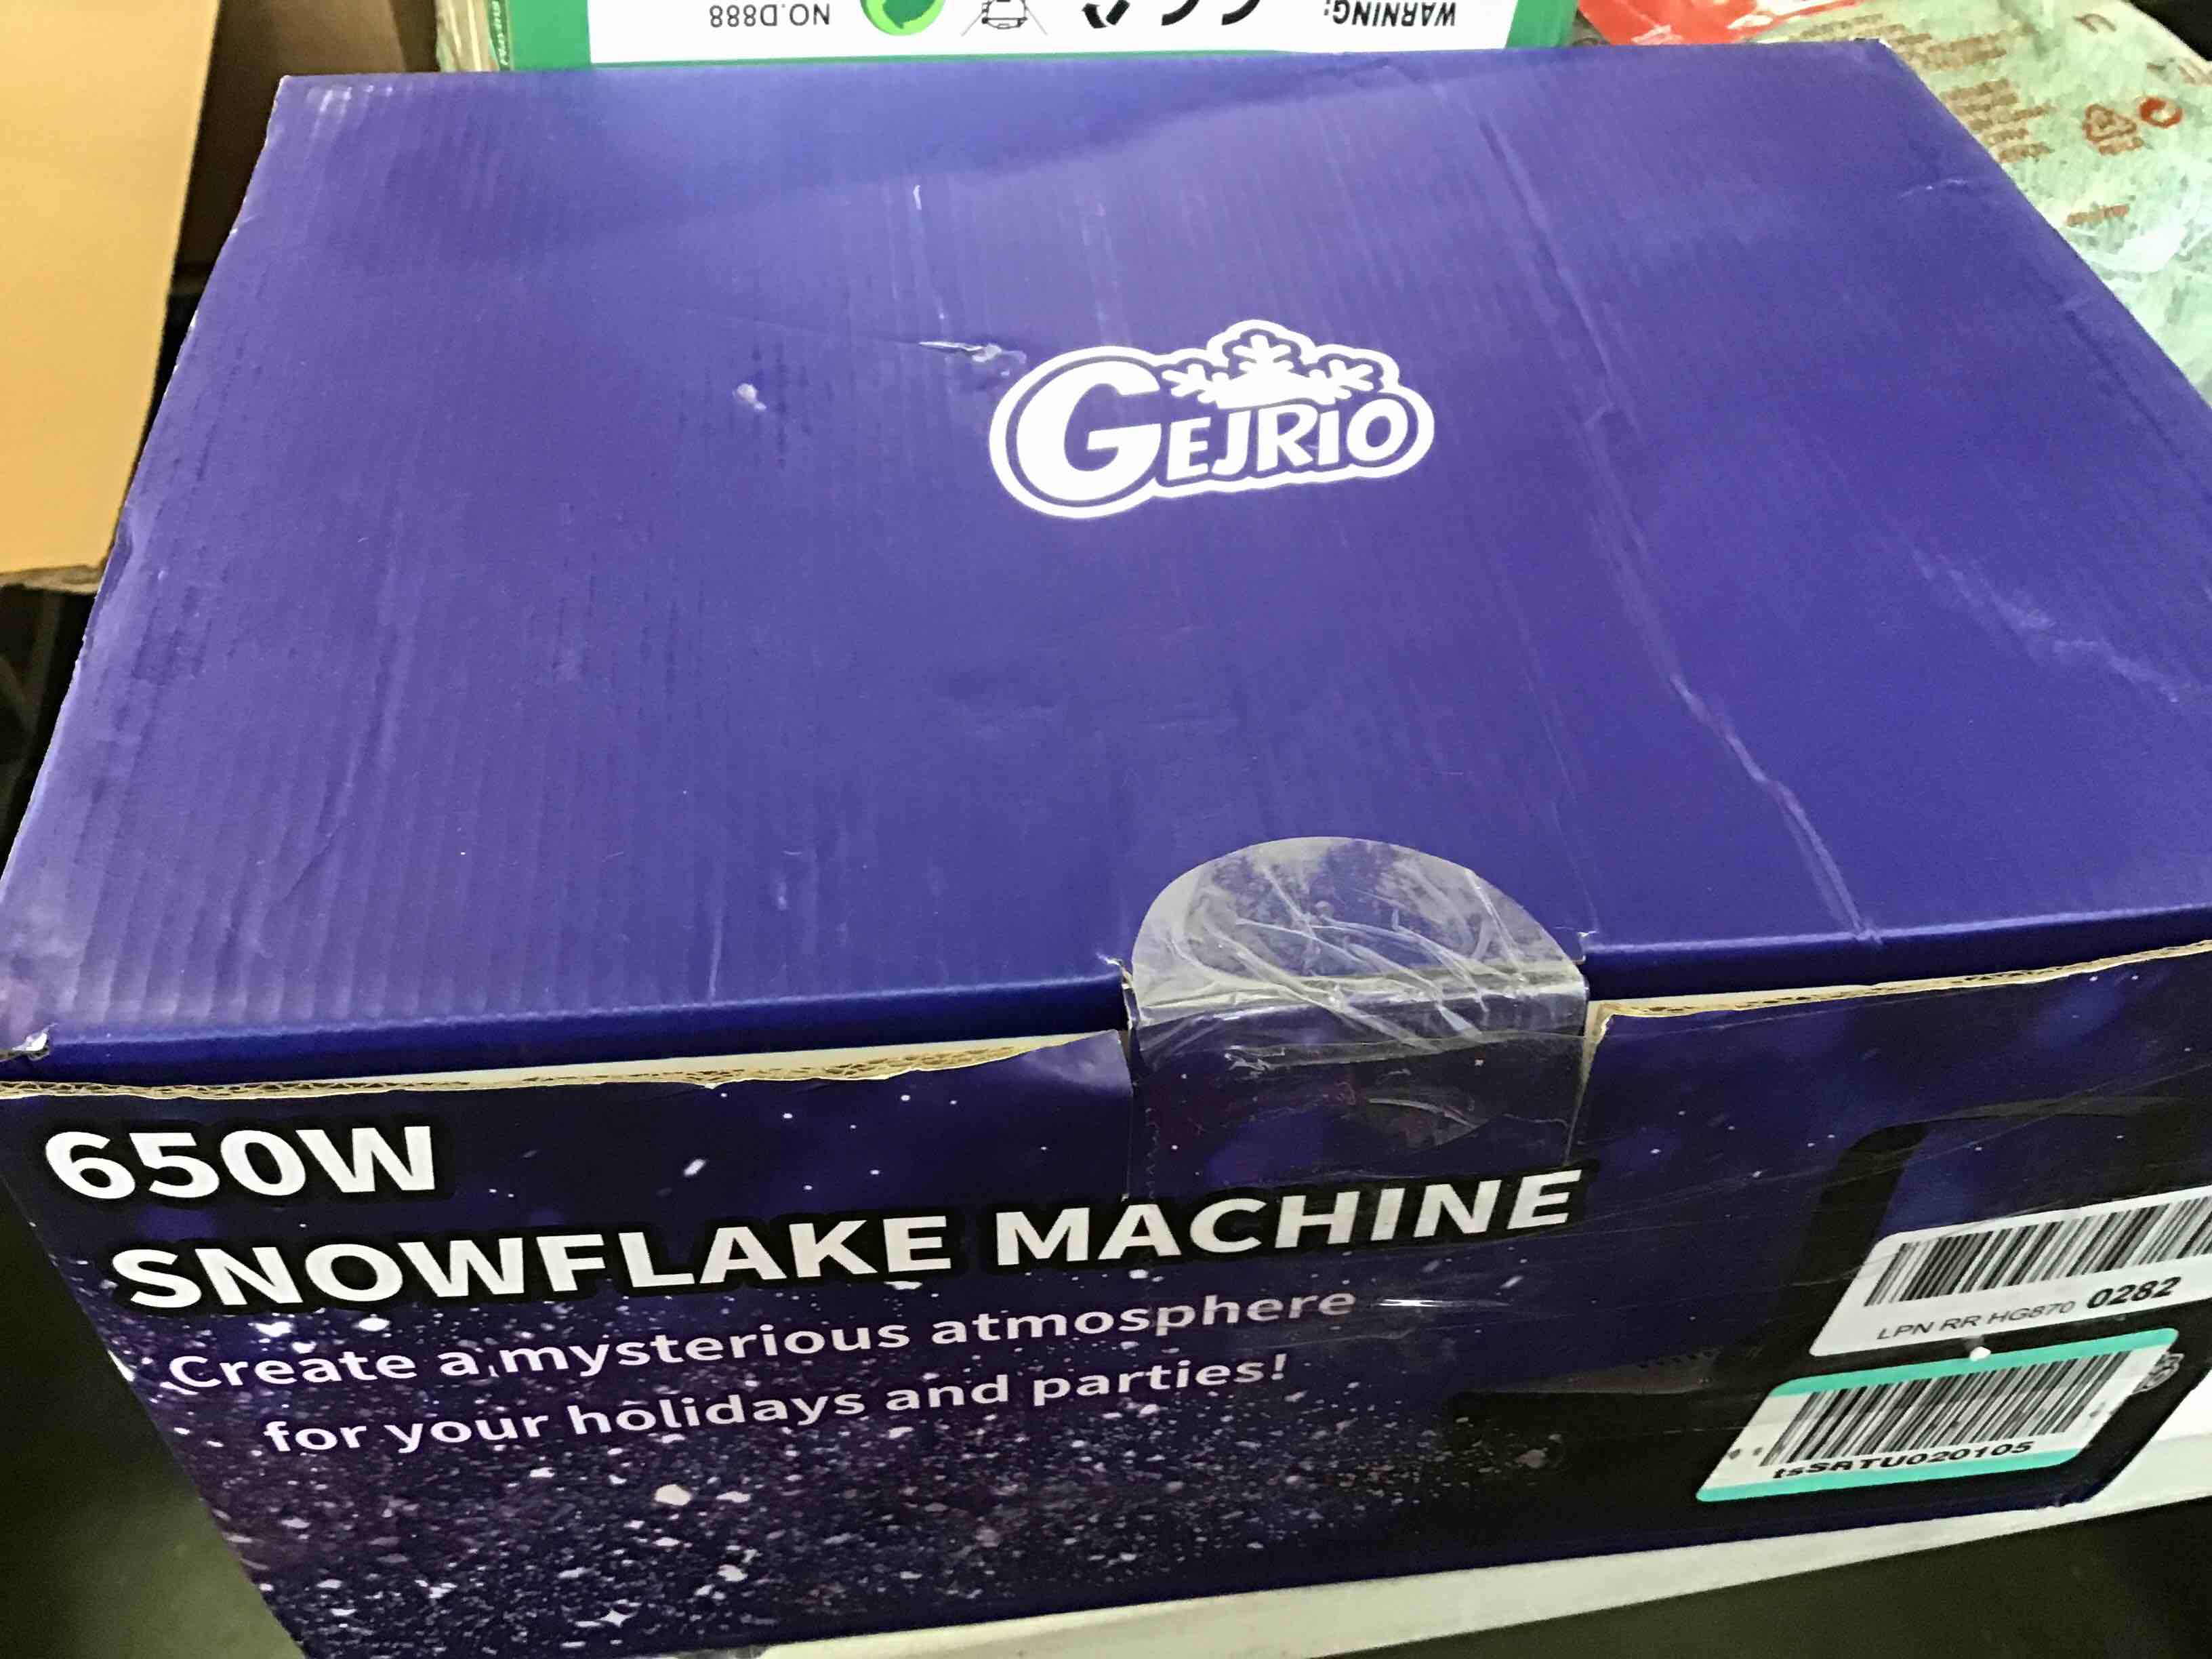 WARNING:
NO.D888
GEJRIO
650W
SNOWFLAKE MACHINE
Create a mysterious atmosphere
for your holidays and parties!
LPN RR HG870 0282
tsSRTU020105